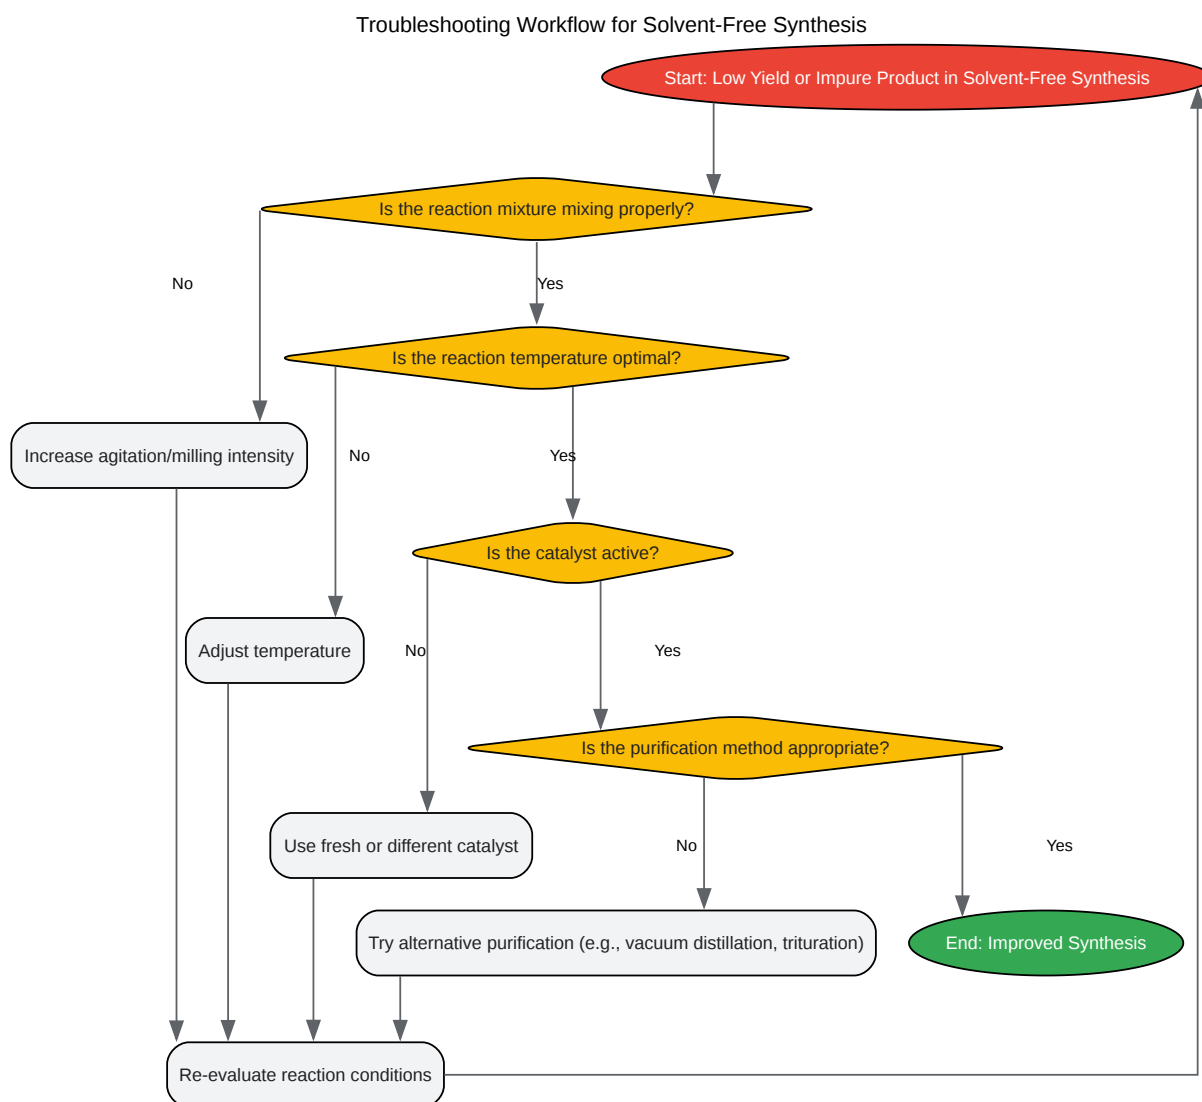 Troubleshooting Workflow for Solvent-Free Synthesis
Start: Low Yield or Impure Product in Solvent-Free Synthesis
Is the reaction mixture mixing properly?
No
Yes
Is the reaction temperature optimal?
Increase agitation/milling intensity
No
Yes
Is the catalyst active?
Adjust temperature
No
Yes
Is the purification method appropriate?
Use fresh or different catalyst
No
Yes
Try alternative purification (e.g., vacuum distillation, trituration)
End: Improved Synthesis
Re-evaluate reaction conditions